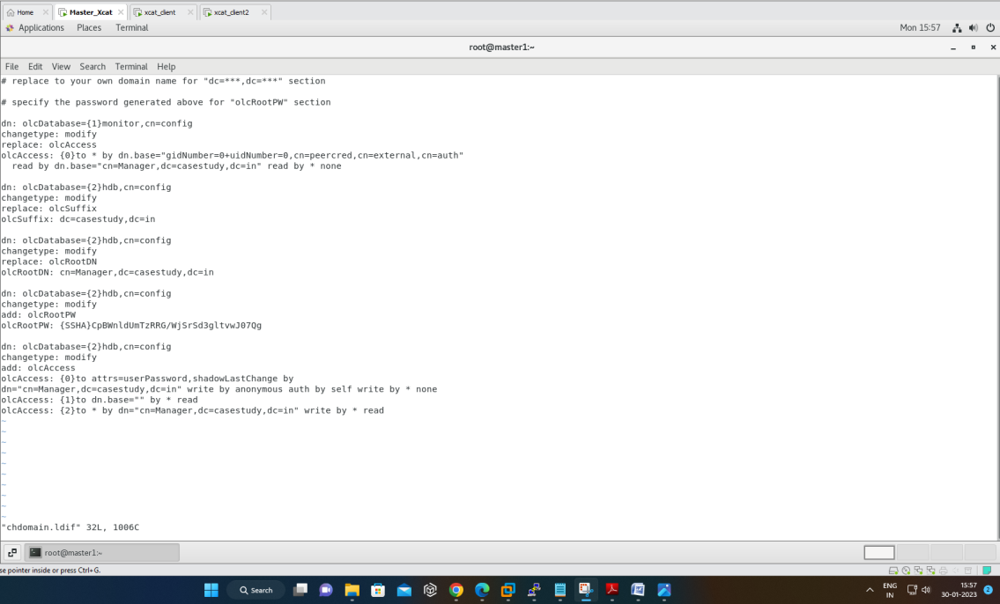 Home
Master_Xcat
xcat_client
xcat_client2
Applications Places Terminal
Mon 15:57
root@master1:~
File Edit View Search Terminal Help
# replace to your own domain name for "dc=***,dc=***" section
# specify the password generated above for "olcRootPW" section
dn: olcDatabase={1}monitor,cn=config
changetype: modify
replace: olcAccess
olcAccess: {0}to * by dn.base="gidNumber=0+uidNumber=0,cn=peercred,cn=external,cn=auth"
read by dn.base="cn=Manager,dc=casestudy,dc=in" read by * none
dn: olcDatabase={2}hdb,cn=config
changetype: modify
replace: olcSuffix
olcSuffix: dc=casestudy,dc=in
dn: olcDatabase={2}hdb,cn=config
changetype: modify
replace: olcRootDN
olcRootDN: cn=Manager,dc=casestudy,dc=in
dn: olcDatabase={2}hdb,cn=config
changetype: modify
add: olcRootPW
olcRootPW: {SSHA}CpBWnldUmTzRRG/WjSrSd3gltvwJ07Qg
dn: olcDatabase={2}hdb,cn=config
changetype: modify
add: olcAccess
olcAccess: {0}to attrs=userPassword,shadowLastChange by
dn="cn=Manager,dc=casestudy,dc=in" write by anonymous auth by self write by * none
olcAccess: {1}to dn.base="" by * read
olcAccess: {2}to * by dn="cn=Manager,dc=casestudy,dc=in" write by * read
~
~
~
~
~
~
~
~
~
~
"chdomain.ldif" 32L, 1006C
root@master1:~
se pointer inside or press Ctrl+G.
Search
ENG
IN
15:57
30-01-2023
2